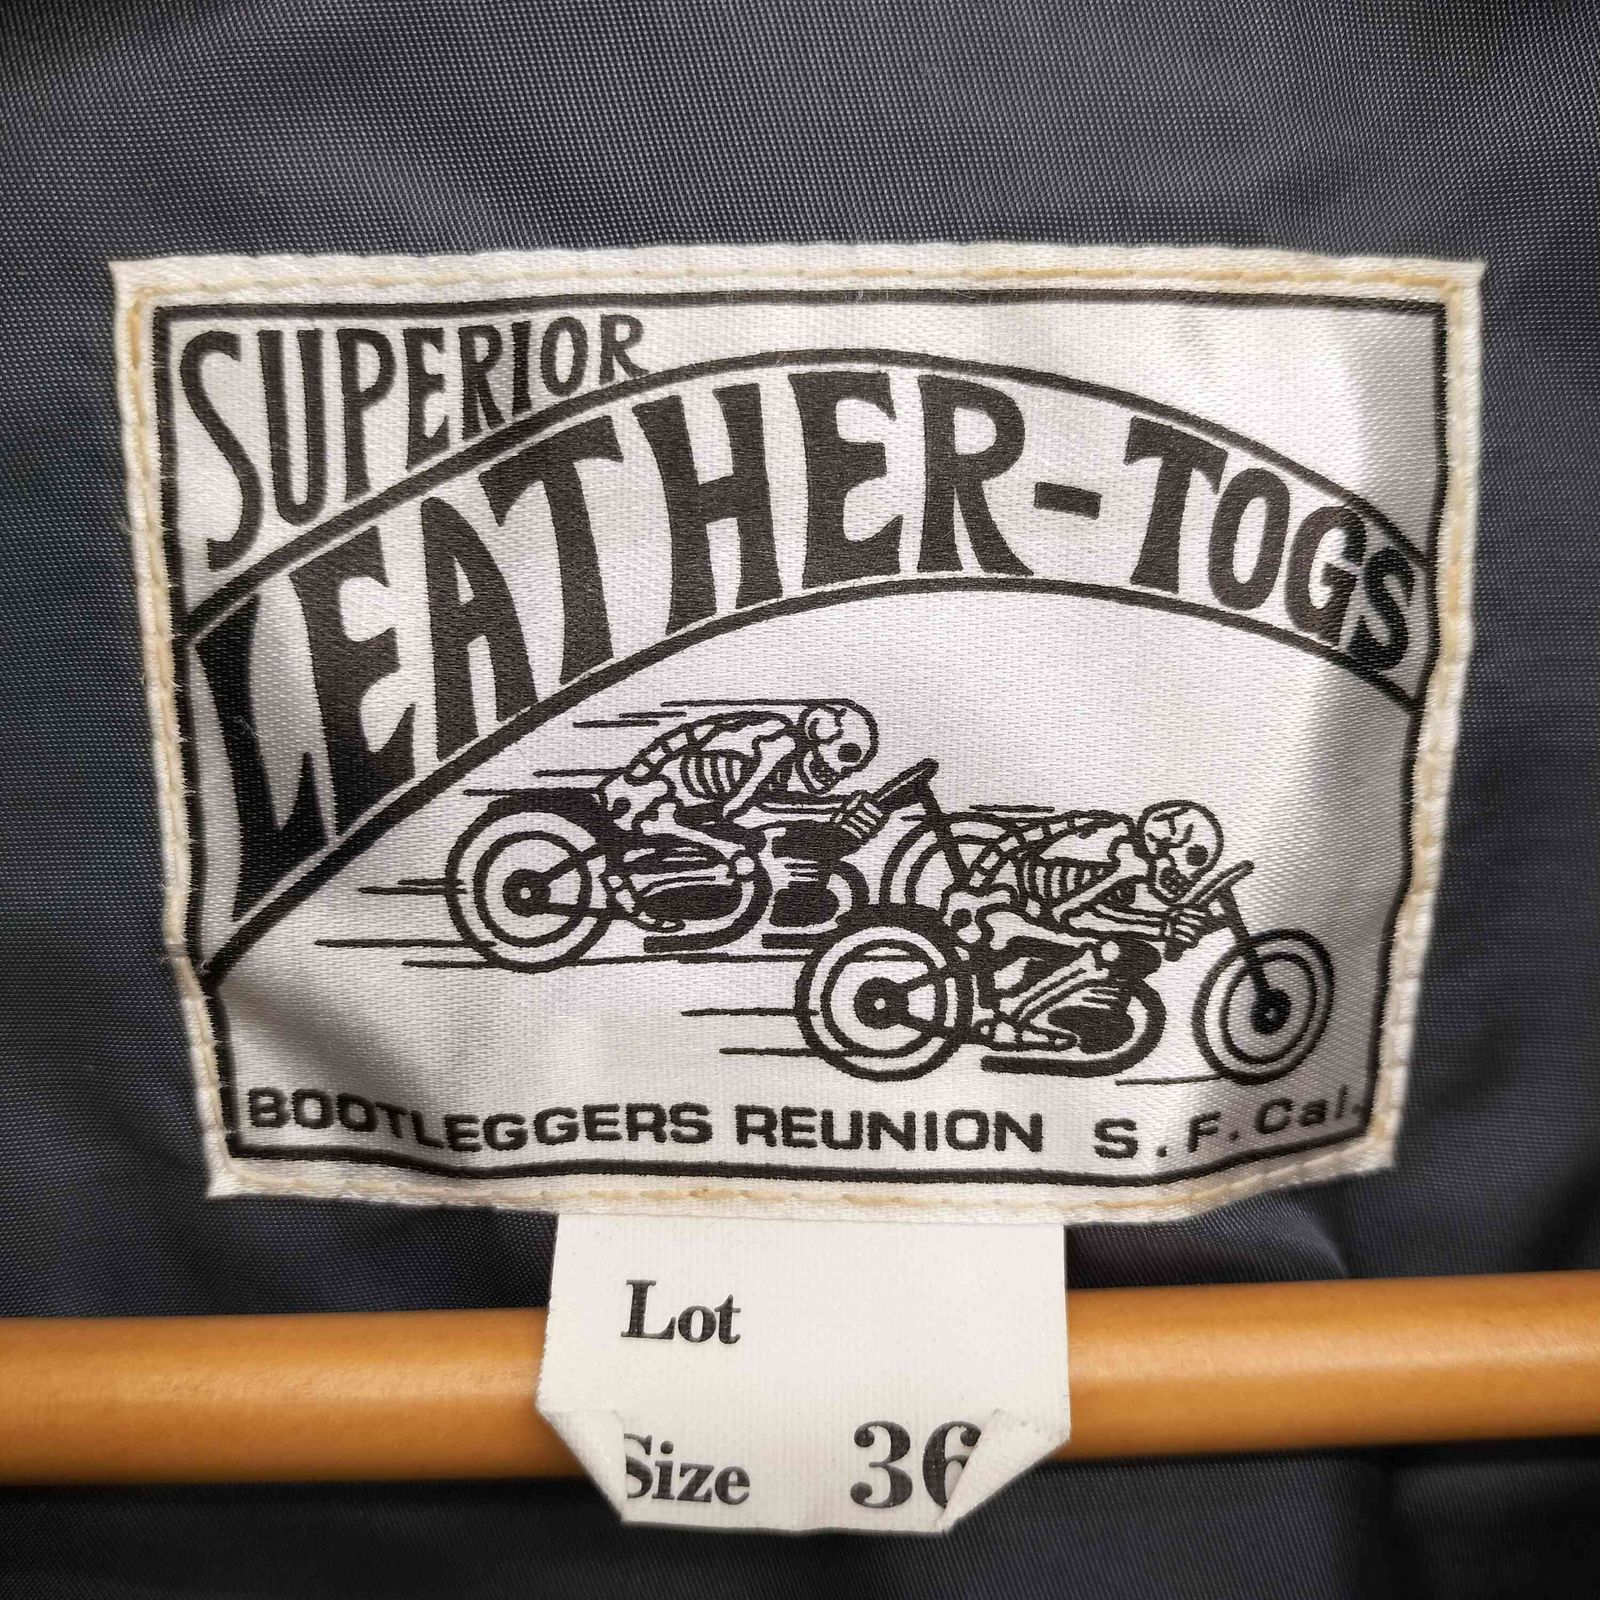 SUPERIOR
LEATHER-TOGS
BOOTLEGGERS REUNION S.F.Cal.
Lot
Size 36